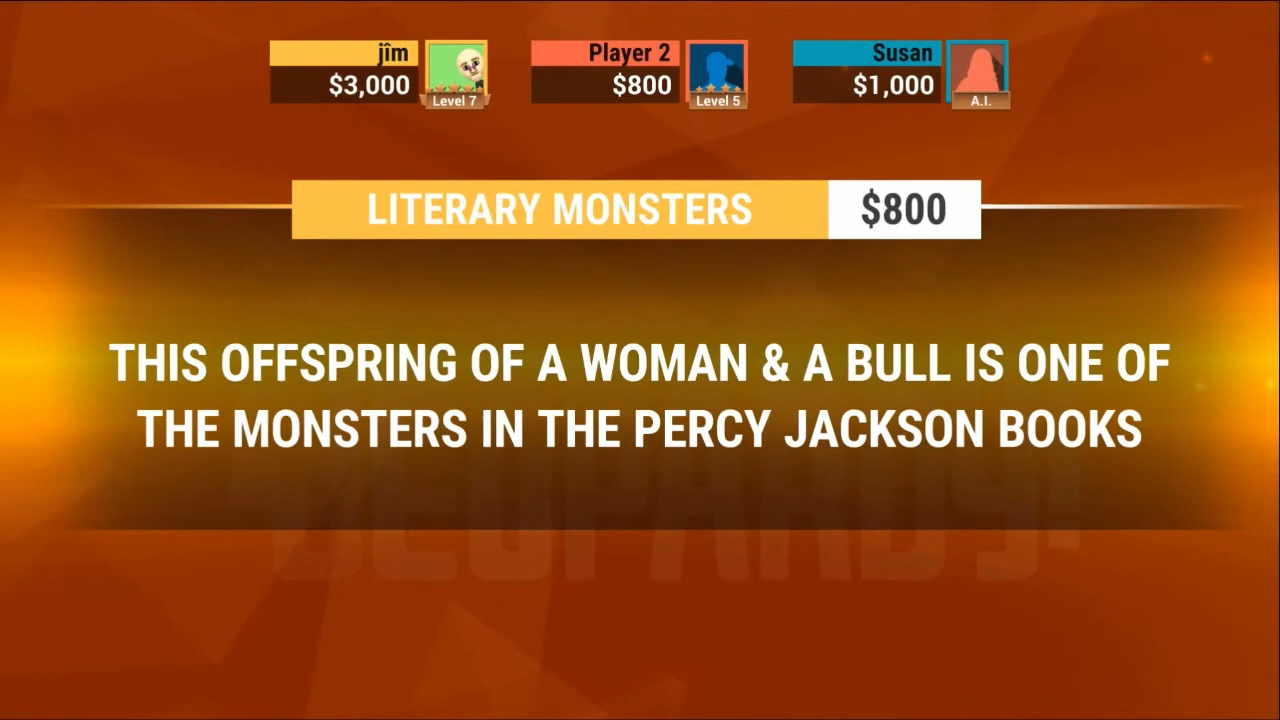 jîm
$3,000
Level 7
Player 2
$800
Level 5
Susan
$1,000
A.I.
LITERARY MONSTERS
$800
THIS OFFSPRING OF A WOMAN & A BULL IS ONE OF
THE MONSTERS IN THE PERCY JACKSON BOOKS
JEOPARDY!